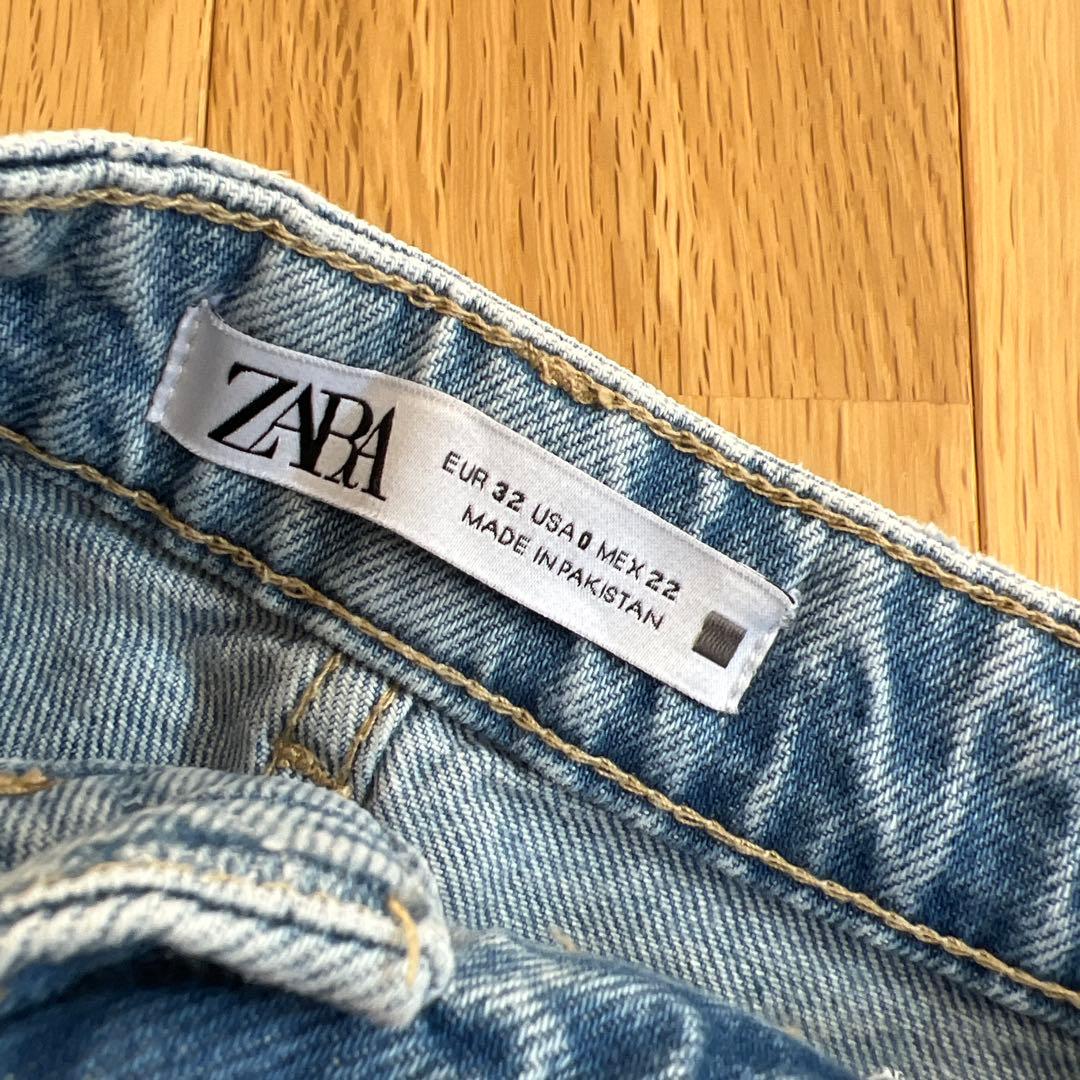 ZARA
EUR 32 USA 0 MEX 22
MADE IN PAKISTAN